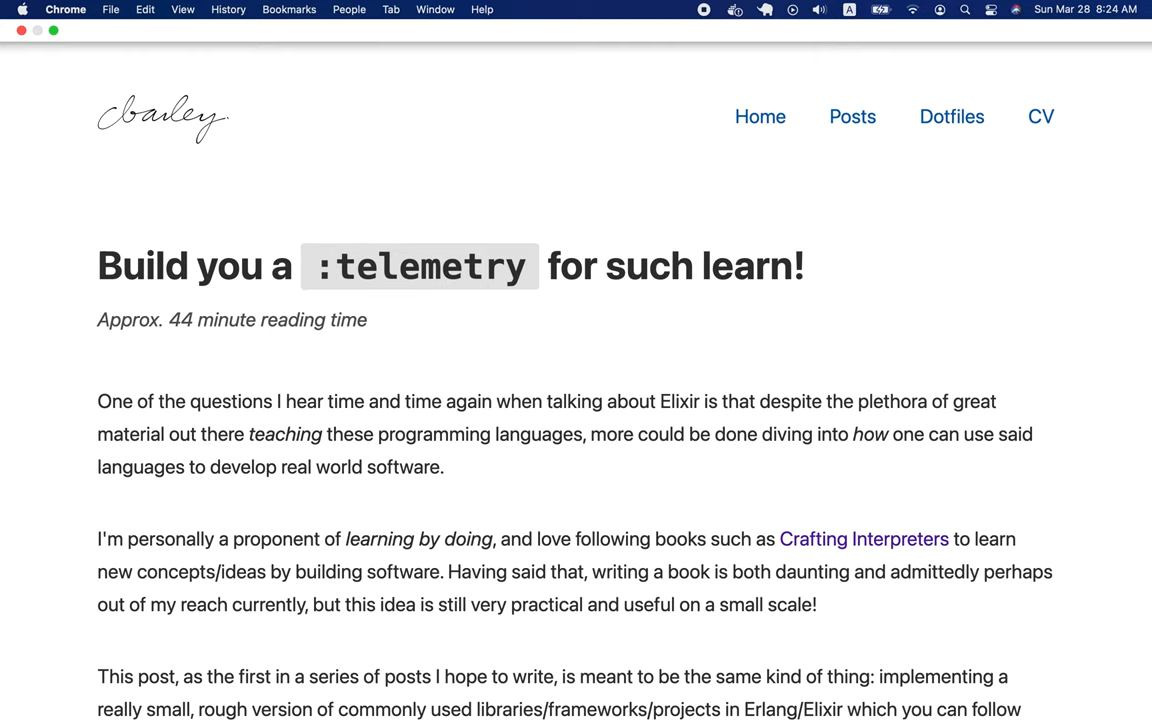 Chrome File Edit View History Bookmarks People Tab Window Help Sun Mar 28 8:24 AM
cbarley.
Home Posts Dotfiles CV
Build you a :telemetry for such learn!
Approx. 44 minute reading time
One of the questions I hear time and time again when talking about Elixir is that despite the plethora of great
material out there teaching these programming languages, more could be done diving into how one can use said
languages to develop real world software.
I'm personally a proponent of learning by doing, and love following books such as Crafting Interpreters to learn
new concepts/ideas by building software. Having said that, writing a book is both daunting and admittedly perhaps
out of my reach currently, but this idea is still very practical and useful on a small scale!
This post, as the first in a series of posts I hope to write, is meant to be the same kind of thing: implementing a
really small, rough version of commonly used libraries/frameworks/projects in Erlang/Elixir which you can follow